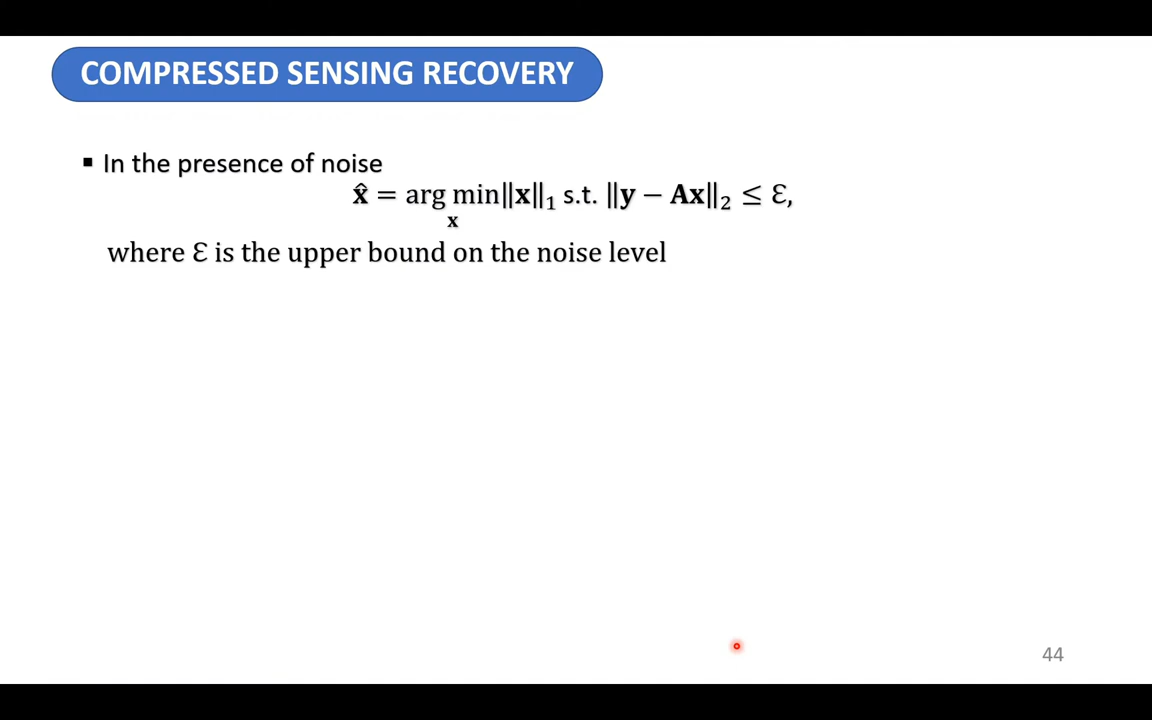 COMPRESSED SENSING RECOVERY
▪ In the presence of noise
x̂ = arg min‖x‖₁ s.t. ‖y − Ax‖₂ ≤ Ɛ,
x
where Ɛ is the upper bound on the noise level
44